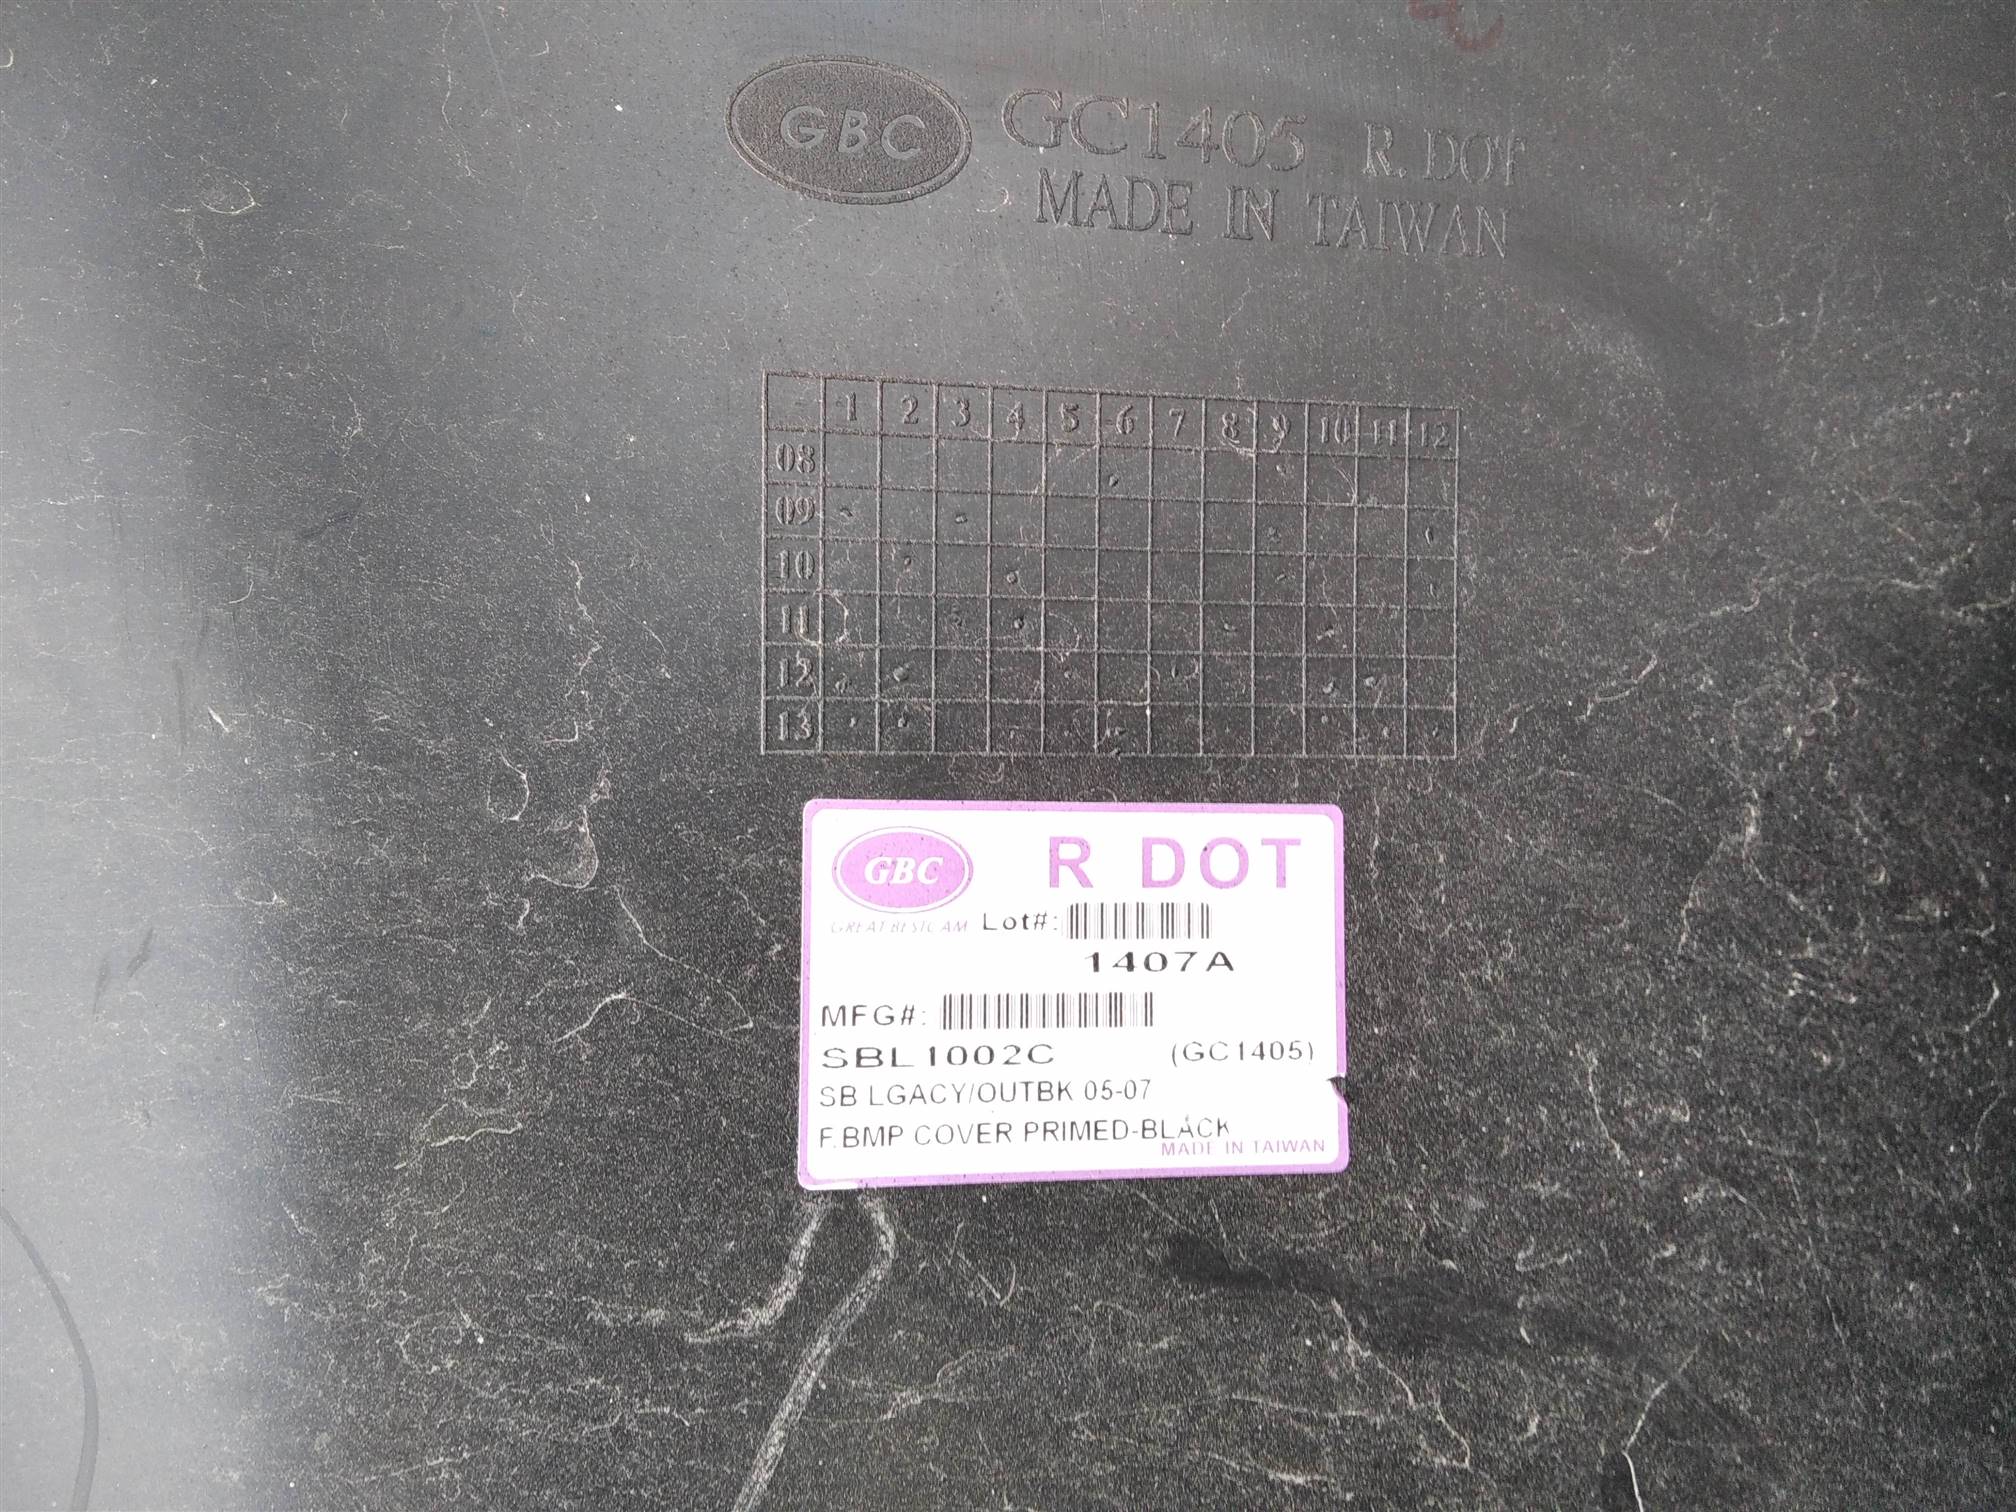 GBC GC1405 R.DOT
MADE IN TAIWAN
1 2 3 4 5 6 7 8 9 10 11 12
08
09
10
11
12
13
GBC R DOT
GREAT BESTCAM Lot#:
1407A
MFG#:
SBL1002C (GC1405)
SB LGACY/OUTBK 05-07
F.BMP COVER PRIMED-BLACK
MADE IN TAIWAN